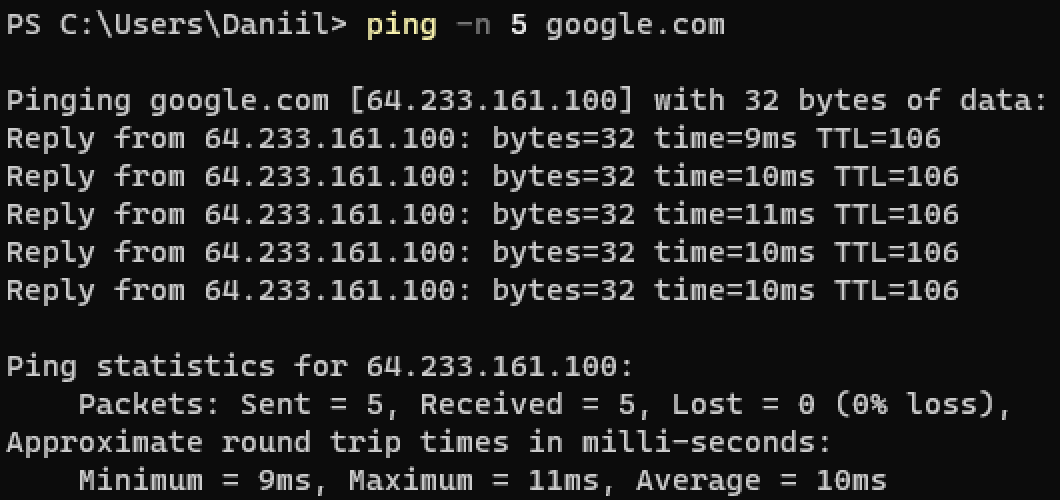 PS C:\Users\Daniil> ping -n 5 google.com
Pinging google.com [64.233.161.100] with 32 bytes of data:
Reply from 64.233.161.100: bytes=32 time=9ms TTL=106
Reply from 64.233.161.100: bytes=32 time=10ms TTL=106
Reply from 64.233.161.100: bytes=32 time=11ms TTL=106
Reply from 64.233.161.100: bytes=32 time=10ms TTL=106
Reply from 64.233.161.100: bytes=32 time=10ms TTL=106
Ping statistics for 64.233.161.100:
    Packets: Sent = 5, Received = 5, Lost = 0 (0% loss),
Approximate round trip times in milli-seconds:
    Minimum = 9ms, Maximum = 11ms, Average = 10ms